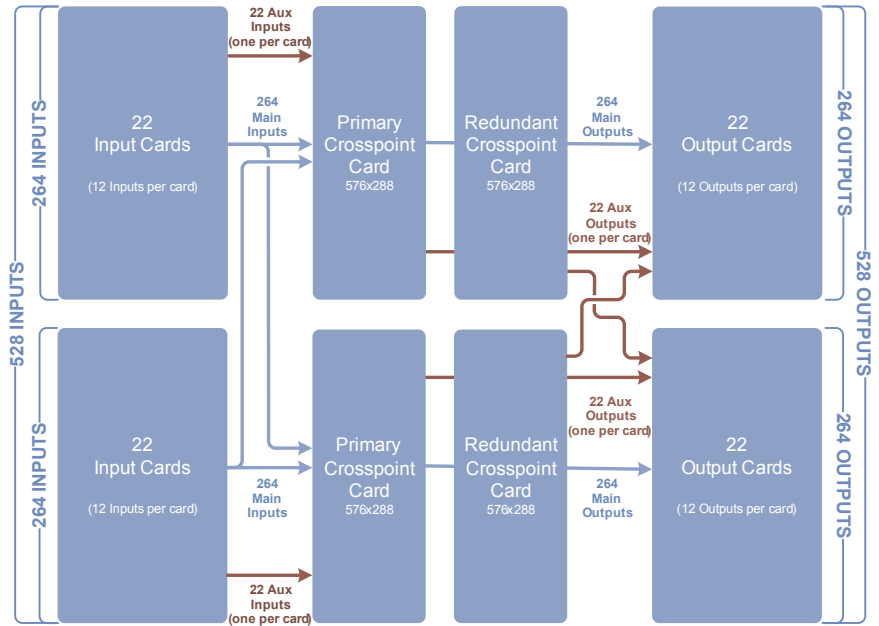 22 Aux
Inputs
(one per card)
264
Main
Inputs
22
Input Cards
(12 Inputs per card)
Primary
Crosspoint
Card
576x288
Redundant
Crosspoint
Card
576x288
264
Main
Outputs
22 Aux
Outputs
(one per card)
22
Output Cards
(12 Outputs per card)
264 INPUTS
528 INPUTS
264 OUTPUTS
528 OUTPUTS
22
Input Cards
(12 Inputs per card)
264 INPUTS
264
Main
Inputs
22 Aux
Inputs
(one per card)
Primary
Crosspoint
Card
576x288
Redundant
Crosspoint
Card
576x288
22 Aux
Outputs
(one per card)
264
Main
Outputs
22
Output Cards
(12 Outputs per card)
264 OUTPUTS